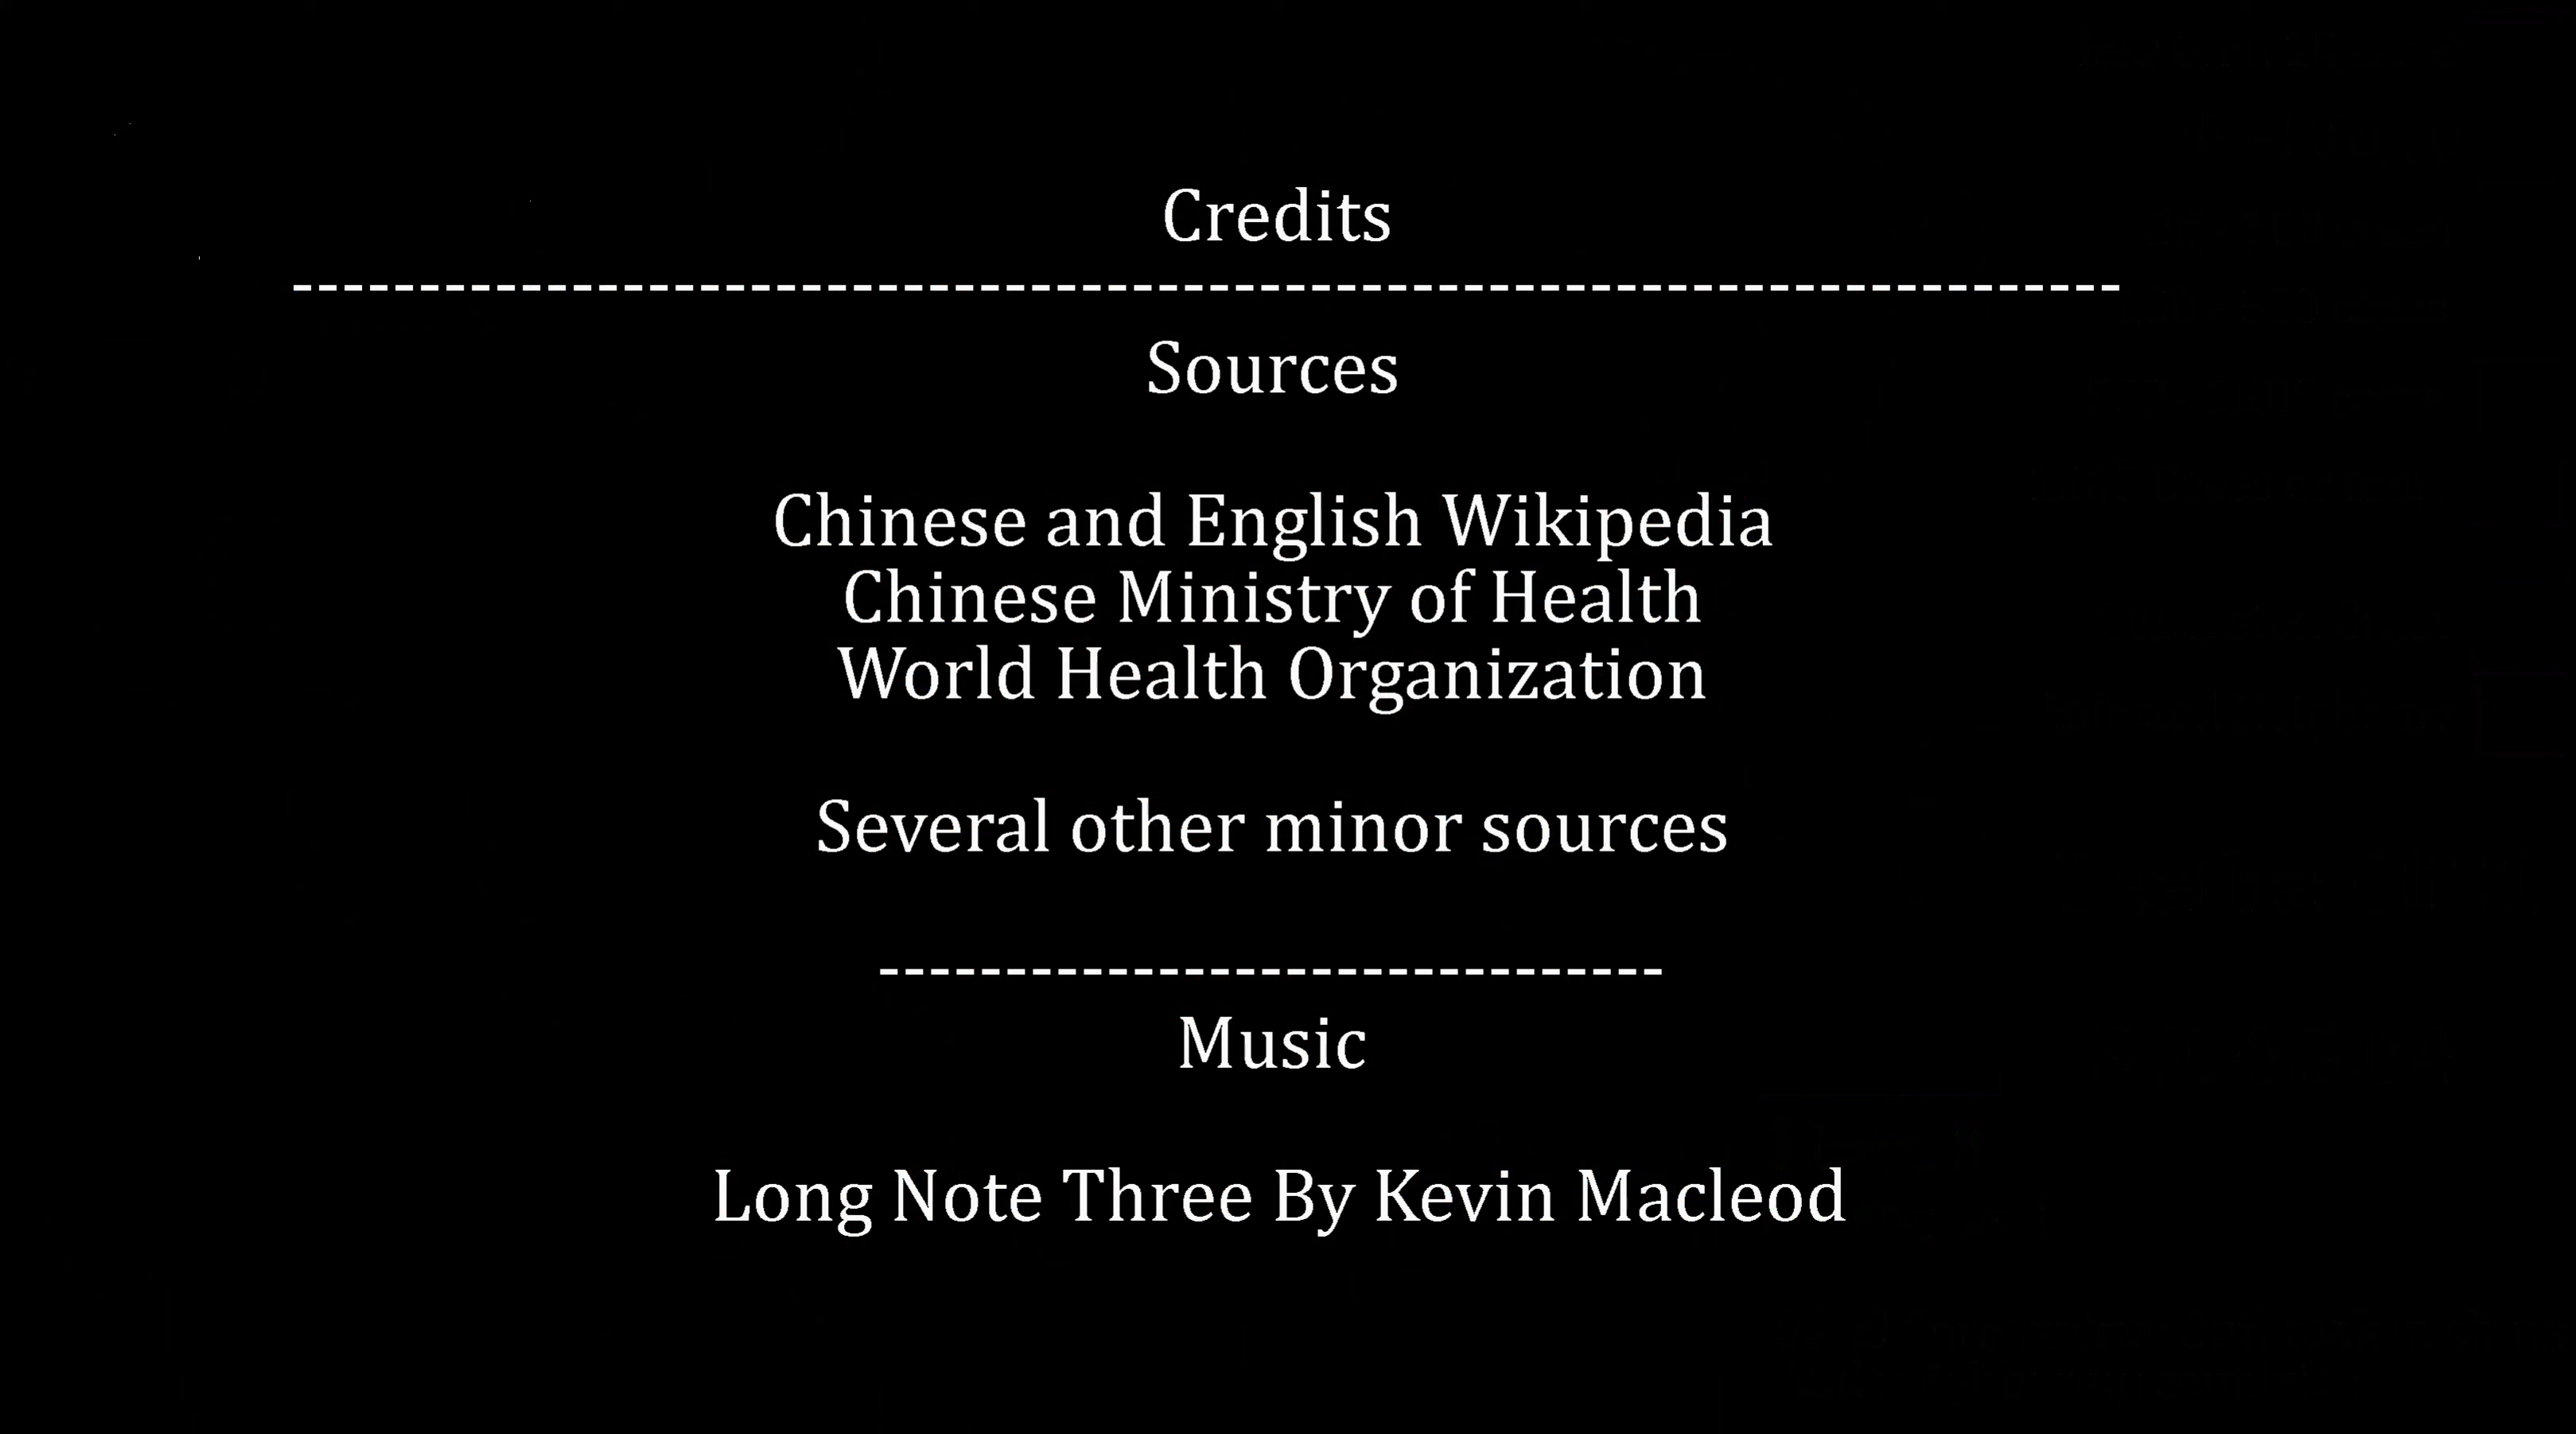 Credits
------------------------------------------------------------------------
Sources
Chinese and English Wikipedia
Chinese Ministry of Health
World Health Organization
Several other minor sources
-------------------------------
Music
Long Note Three By Kevin Macleod